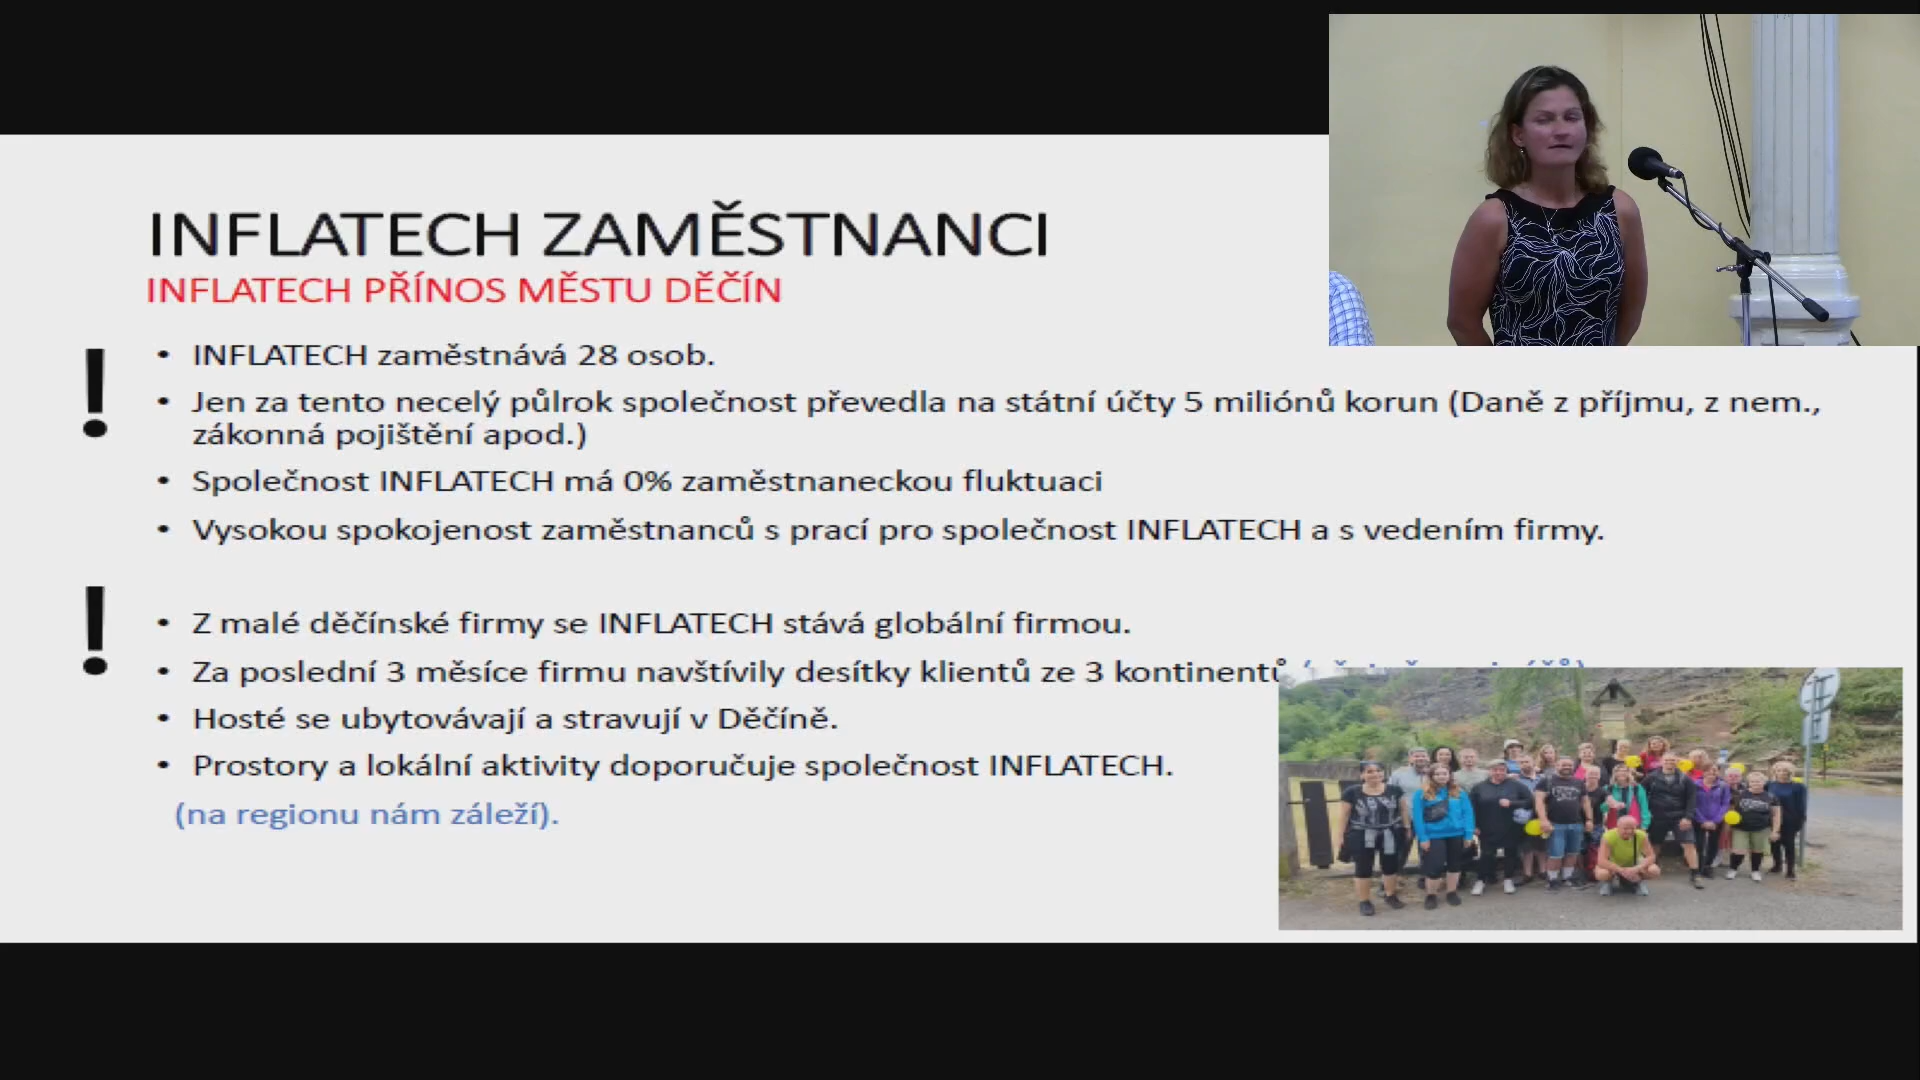 INFLATECH ZAMĚSTNANCI
INFLATECH PŘÍNOS MĚSTU DĚČÍN
! • INFLATECH zaměstnává 28 osob.
• Jen za tento necelý půlrok společnost převedla na státní účty 5 miliónů korun (Daně z příjmu, z nem.,
zákonná pojištění apod.)
• Společnost INFLATECH má 0% zaměstnaneckou fluktuaci
• Vysokou spokojenost zaměstnanců s prací pro společnost INFLATECH a s vedením firmy.
! • Z malé děčínské firmy se INFLATECH stává globální firmou.
• Za poslední 3 měsíce firmu navštívily desítky klientů ze 3 kontinentů
• Hosté se ubytovávají a stravují v Děčíně.
• Prostory a lokální aktivity doporučuje společnost INFLATECH.
(na regionu nám záleží).